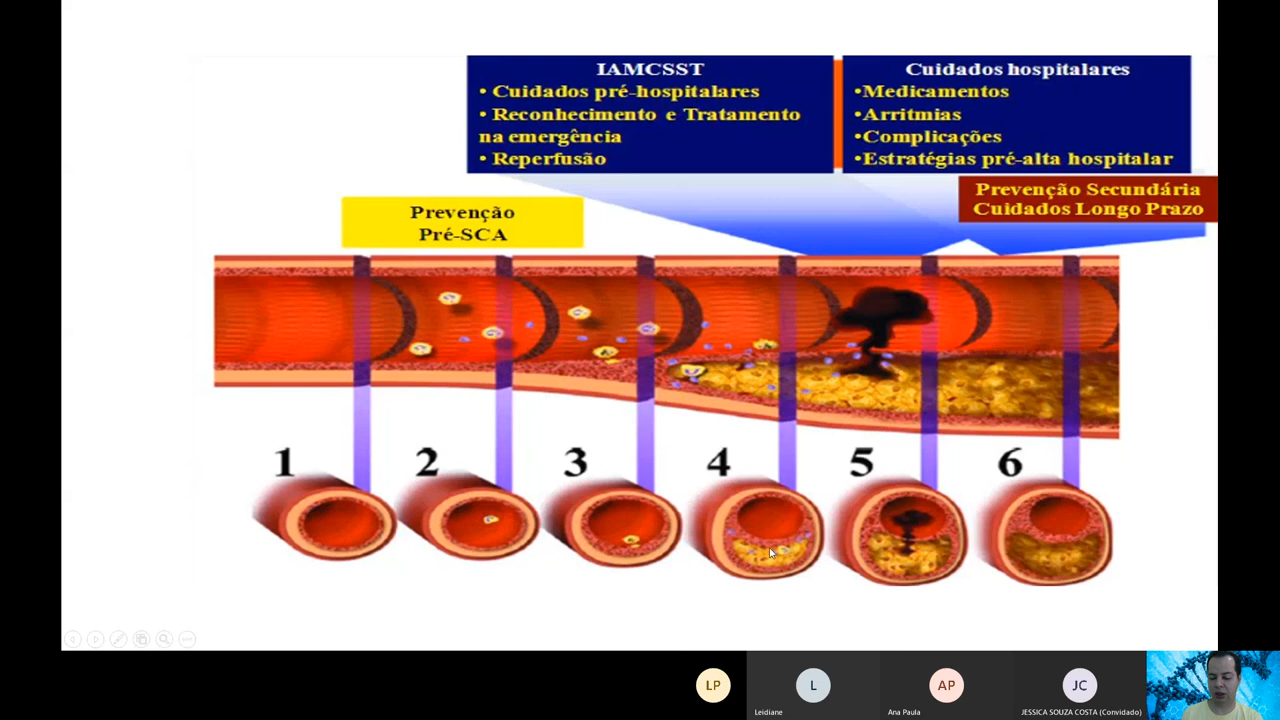 IAMCSST
• Cuidados pré-hospitalares
• Reconhecimento e Tratamento
na emergência
• Reperfusão
Cuidados hospitalares
•Medicamentos
•Arritmias
•Complicações
•Estratégias pré-alta hospitalar
Prevenção Secundária
Cuidados Longo Prazo
Prevenção
Pré-SCA
1 2 3 4 5 6
LP L AP JC
Leidiane Ana Paula JESSICA SOUZA COSTA (Convidado)